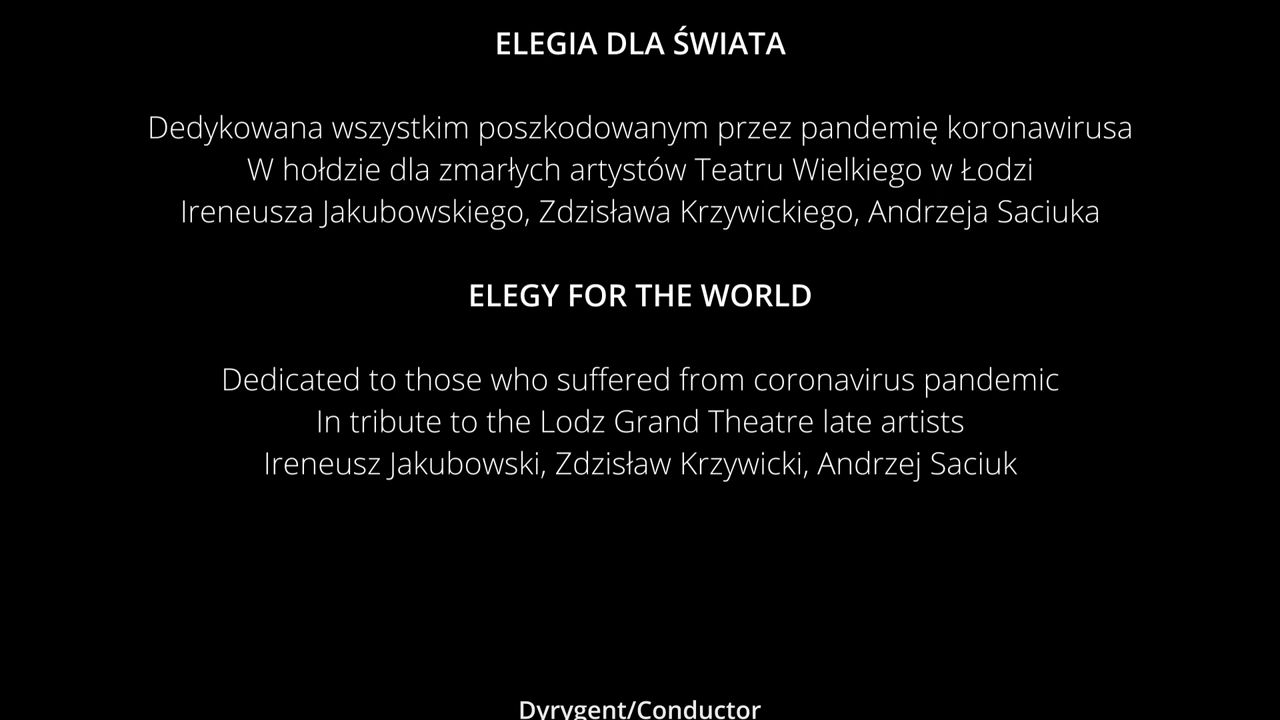 ELEGIA DLA ŚWIATA
Dedykowana wszystkim poszkodowanym przez pandemię koronawirusa
W hołdzie dla zmarłych artystów Teatru Wielkiego w Łodzi
Ireneusza Jakubowskiego, Zdzisława Krzywickiego, Andrzeja Saciuka
ELEGY FOR THE WORLD
Dedicated to those who suffered from coronavirus pandemic
In tribute to the Lodz Grand Theatre late artists
Ireneusz Jakubowski, Zdzisław Krzywicki, Andrzej Saciuk
Dyrygent/Conductor